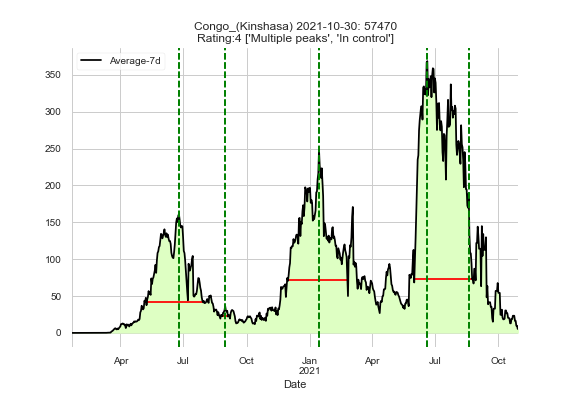 Congo_(Kinshasa) 2021-10-30: 57470
Rating:4 ['Multiple peaks', 'In control']
Average-7d
350
300
250
200
150
100
50
0
Apr Jul Oct Jan Apr Jul Oct
2021
Date